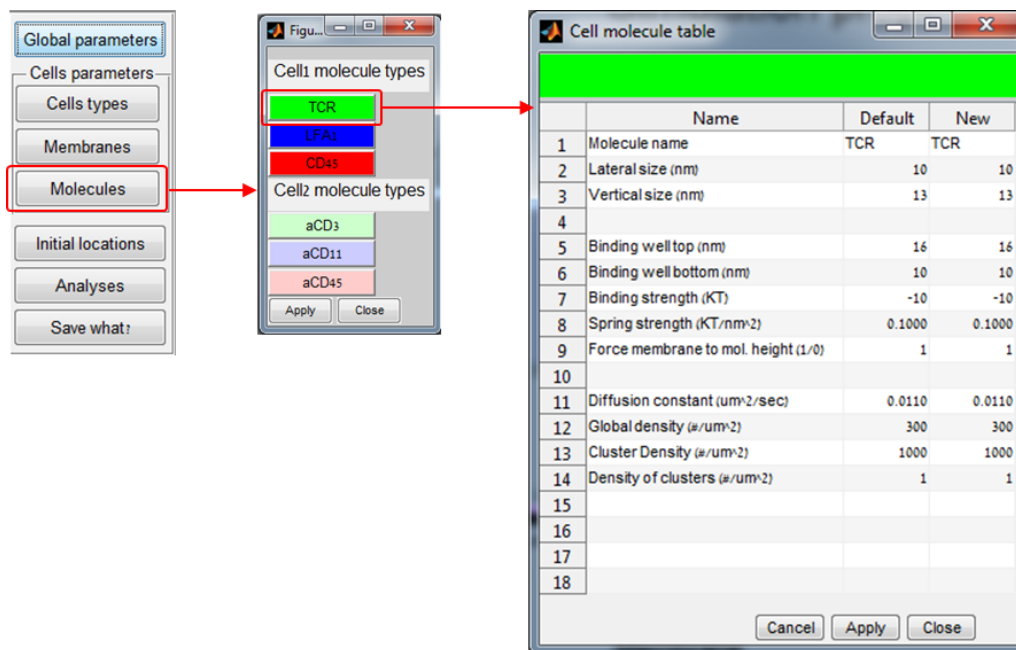 Global parameters
Cells parameters
Cells types
Membranes
Molecules
Initial locations
Analyses
Save what?
Figu...
Cell1 molecule types
TCR
LFA1
CD45
Cell2 molecule types
aCD3
aCD11
aCD45
Apply Close
Cell molecule table
Name Default New
1 Molecule name TCR TCR
2 Lateral size (nm) 10 10
3 Vertical size (nm) 13 13
4
5 Binding well top (nm) 16 16
6 Binding well bottom (nm) 10 10
7 Binding strength (KT) -10 -10
8 Spring strength (KT/nm^2) 0.1000 0.1000
9 Force membrane to mol. height (1/0) 1 1
10
11 Diffusion constant (um^2/sec) 0.0110 0.0110
12 Global density (#/um^2) 300 300
13 Cluster Density (#/um^2) 1000 1000
14 Density of clusters (#/um^2) 1 1
15
16
17
18
Cancel Apply Close